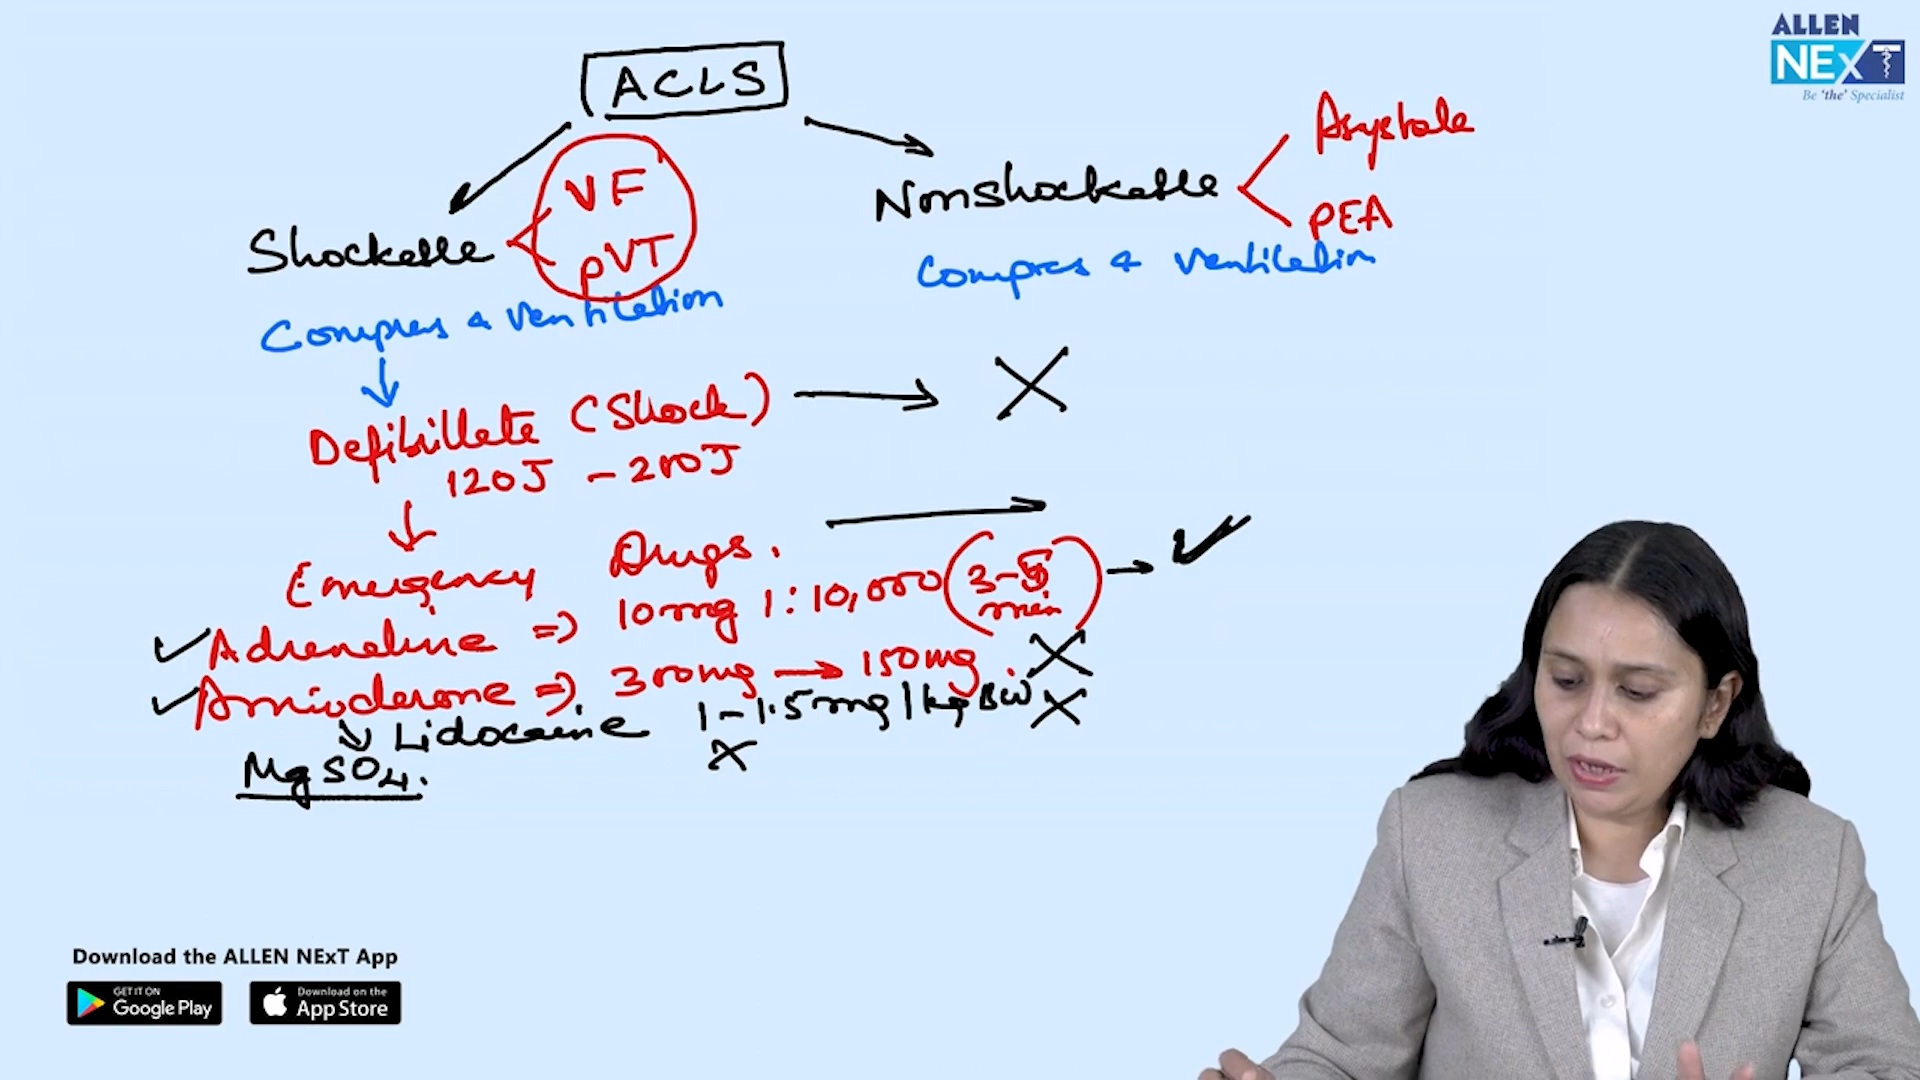 ALLEN
NExT
Be 'the' Specialist
ACLS
Asystole
VF
Nonshockable
PEA
Shockable
pVT
Compres & ventilation
Compres & ventilation
Defibrillate (Shock)
120J - 200J
Emergency Drugs.
Adrenaline => 10mg 1:10,000 (3-5 min)
Amiodarone => 300mg → 150mg.
Lidocaine 1-1.5mg/kg BW
MgSO4.
Download the ALLEN NExT App
GET IT ON
Google Play
Download on the
App Store